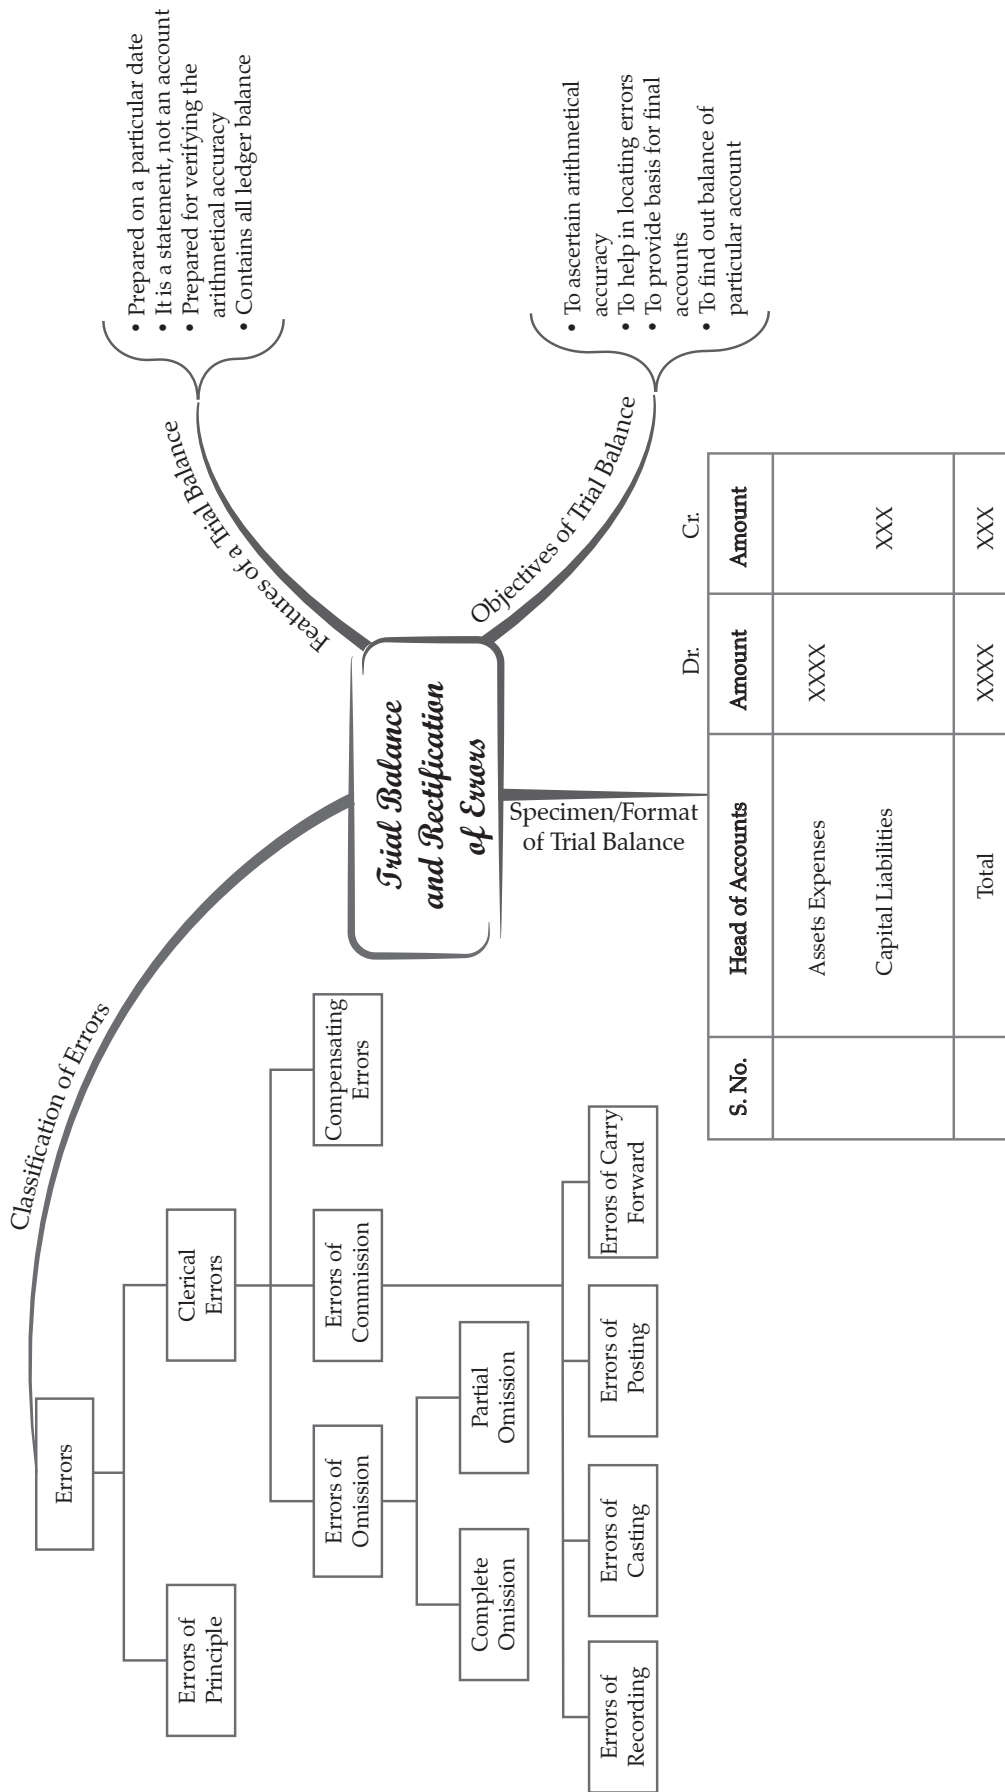 Trial Balance
and Rectification
of Errors
Classification of Errors
Errors
Errors of
Principle
Clerical
Errors
Errors of
Omission
Errors of
Commission
Compensating
Errors
Complete
Omission
Partial
Omission
Errors of
Recording
Errors of
Casting
Errors of
Posting
Errors of Carry
Forward
Features of a Trial Balance
• Prepared on a particular date
• It is a statement, not an account
• Prepared for verifying the
arithmetical accuracy
• Contains all ledger balance
Objectives of Trial Balance
• To ascertain arithmetical
accuracy
• To help in locating errors
• To provide basis for final
accounts
• To find out balance of
particular account
Specimen/Format
of Trial Balance
Dr. Cr.
S. No. Head of Accounts Amount Amount
Assets Expenses XXXX
Capital Liabilities XXX
Total XXXX XXX